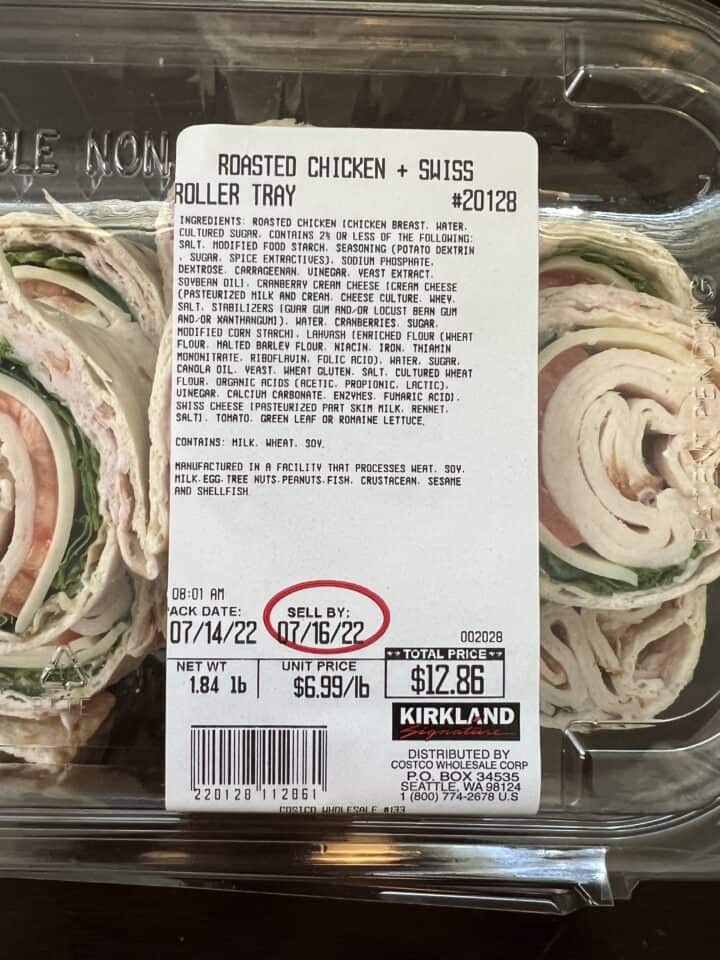 BLE NON
ROASTED CHICKEN + SWISS
ROLLER TRAY #20128
INGREDIENTS: ROASTED CHICKEN [CHICKEN BREAST. WATER.
CULTURED SUGAR. CONTAINS 2% OR LESS OF THE FOLLOWING:
SALT. MODIFIED FOOD STARCH. SEASONING (POTATO DEXTRIN
. SUGAR. SPICE EXTRACTIVES). SODIUM PHOSPHATE.
DEXTROSE. CARRAGEENAN. VINEGAR. YEAST EXTRACT.
SOYBEAN OIL]. CRANBERRY CREAM CHEESE [CREAM CHEESE
(PASTEURIZED MILK AND CREAM. CHEESE CULTURE. WHEY.
SALT. STABILIZERS [GUAR GUM AND/OR LOCUST BEAN GUM
AND/OR XANTHANGUM]). WATER. CRANBERRIES. SUGAR.
MODIFIED CORN STARCH]. LAHVASH [ENRICHED FLOUR (WHEAT
FLOUR. MALTED BARLEY FLOUR. NIACIN. IRON. THIAMIN
MONONITRATE. RIBOFLAVIN. FOLIC ACID). WATER. SUGAR.
CANOLA OIL. YEAST. WHEAT GLUTEN. SALT. CULTURED WHEAT
FLOUR. ORGANIC ACIDS (ACETIC. PROPIONIC. LACTIC).
VINEGAR. CALCIUM CARBONATE. ENZYMES. FUMARIC ACID].
SWISS CHEESE [PASTEURIZED PART SKIM MILK. RENNET.
SALT]. TOMATO. GREEN LEAF OR ROMAINE LETTUCE.
CONTAINS: MILK. WHEAT. SOY.
MANUFACTURED IN A FACILITY THAT PROCESSES WEAT. SOY.
MILK.EGG.TREE NUTS.PEANUTS.FISH. CRUSTACEAN. SESAME
AND SHELLFISH
08:01 AM
PACK DATE: SELL BY:
07/14/22 07/16/22 002028
NET WT UNIT PRICE **TOTAL PRICE**
1.84 lb $6.99/lb $12.86
KIRKLAND
Signature
DISTRIBUTED BY
COSTCO WHOLESALE CORP
P.O. BOX 34535
SEATTLE, WA 98124
1 (800) 774-2678 U.S
220128 112861
COSTCO WHOLESALE #133
PATENT PENDING